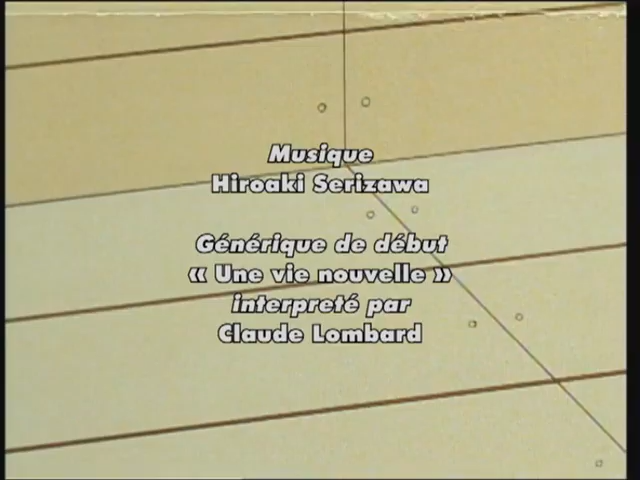 Musique
Hiroaki Serizawa
Générique de début
« Une vie nouvelle »
interpreté par
Claude Lombard